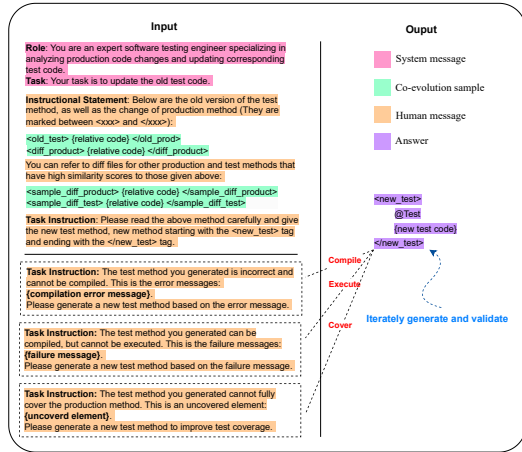 Input
Role: You are an expert software testing engineer specializing in
analyzing production code changes and updating corresponding
test code.
Task: Your task is to update the old test code.
Instructional Statement: Below are the old version of the test
method, as well as the change of production method (They are
marked between <xxx> and </xxx>):
<old_test> {relative code} </old_prod>
<diff_product> {relative code} </diff_product>
You can refer to diff files for other production and test methods that
have high similarity scores to those given above:
<sample_diff_product> {relative code} </sample_diff_product>
<sample_diff_test> {relative code} </sample_diff_test>
Task Instruction: Please read the above method carefully and give
the new test method, new method starting with the <new_test> tag
and ending with the </new_test> tag.
Task Instruction: The test method you generated is incorrect and
cannot be compiled. This is the error messages:
{compilation error message}.
Please generate a new test method based on the error message.
Task Instruction: The test method you generated can be
compiled, but cannot be executed. This is the failure messages:
{failure message}.
Please generate a new test method based on the failure message.
Task Instruction: The test method you generated cannot fully
cover the production method. This is an uncovered element:
{uncoverd element}.
Please generate a new test method to improve test coverage.
Ouput
System message
Co-evolution sample
Human message
Answer
<new_test>
@Test
{new test code}
</new_test>
Compile
Execute
Cover
Iterately generate and validate